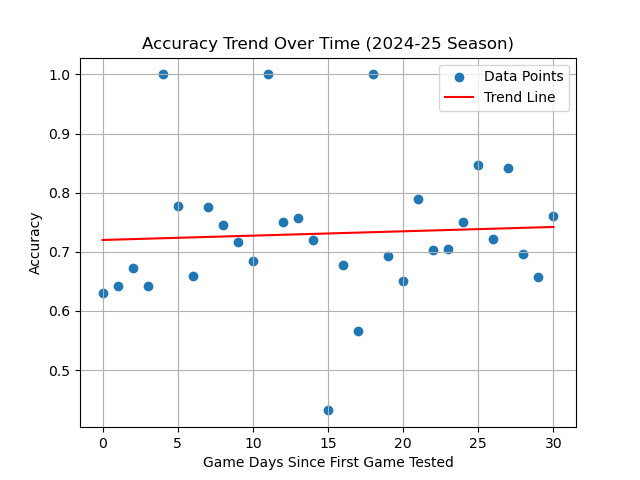 Accuracy Trend Over Time (2024-25 Season)
Data Points
Trend Line
1.0
0.9
0.8
0.7
0.6
0.5
Accuracy
0 5 10 15 20 25 30
Game Days Since First Game Tested